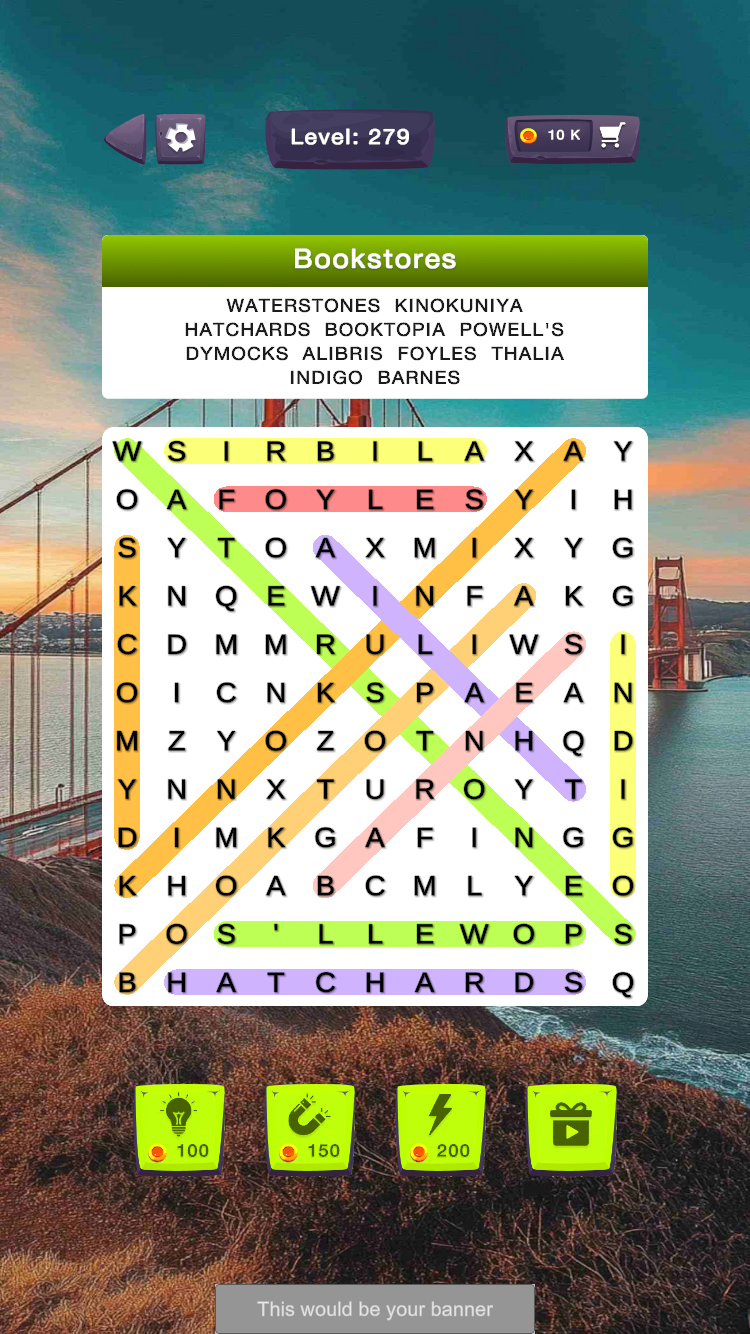 Level: 279
10 K
Bookstores
WATERSTONES KINOKUNIYA
HATCHARDS BOOKTOPIA POWELL'S
DYMOCKS ALIBRIS FOYLES THALIA
INDIGO BARNES
W S I R B I L A X A Y
O A F O Y L E S Y I H
S Y T O A X M I X Y G
K N Q E W I N F A K G
C D M M R U L I W S I
O I C N K S P A E A N
M Z Y O Z O T N H Q D
Y N N X T U R O Y T I
D I M K G A F I N G G
K H O A B C M L Y E O
P O S ' L L E W O P S
B H A T C H A R D S Q
100 150 200
This would be your banner